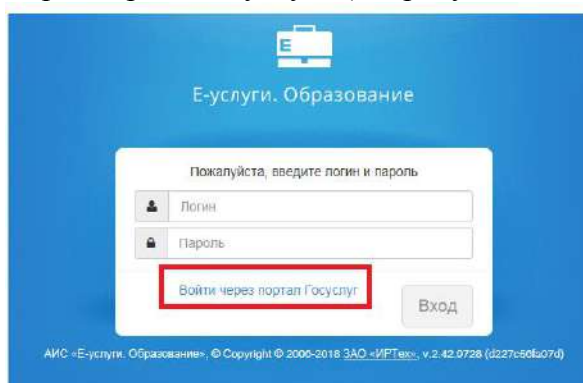 Е
Е-услуги. Образование
Пожалуйста, введите логин и пароль
Логин
Пароль
Войти через портал Госуслуг
Вход
АИС «Е-услуги. Образование», © Copyright © 2006-2018 ЗАО «ИРТех», v.2.42.0728